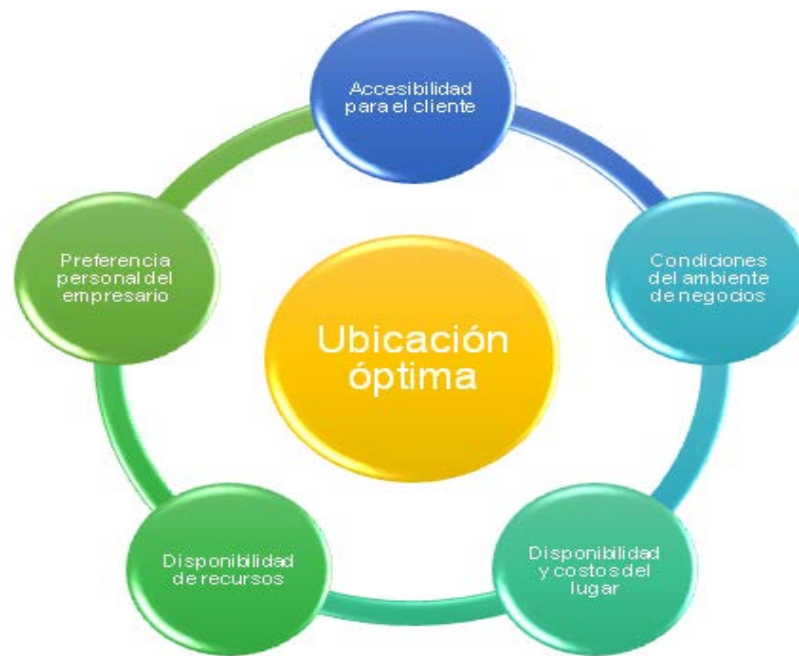 Accesibilidad
para el cliente
Condiciones
del ambiente
de negocios
Disponibilidad
y costos del
lugar
Disponibilidad
de recursos
Preferencia
personal del
empresario
Ubicación
óptima